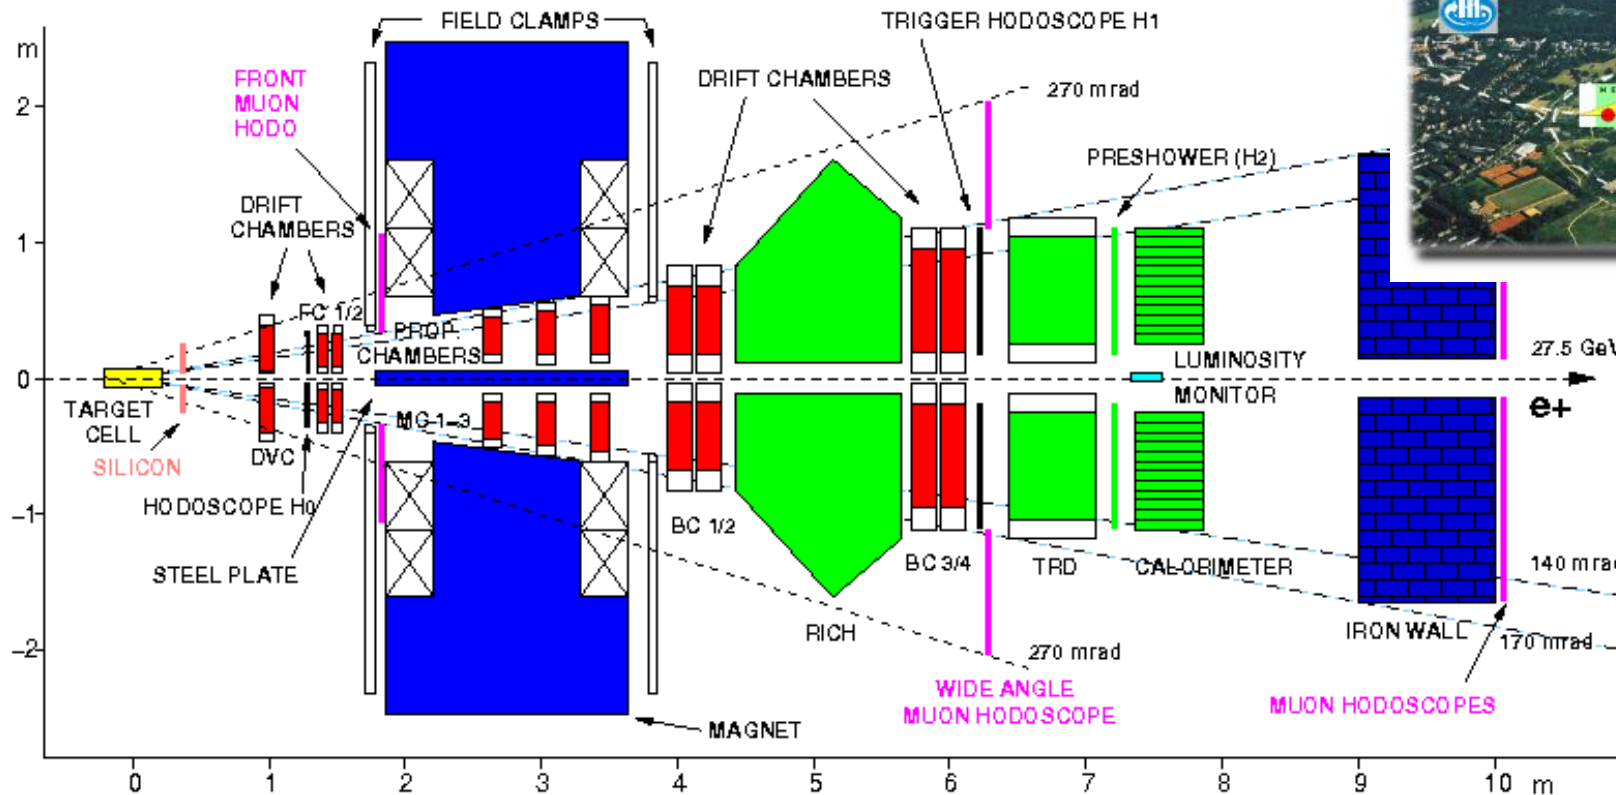 FIELD CLAMPS
TRIGGER HODOSCOPE H1
m
FRONT
MUON
HODO
DRIFT CHAMBERS
270 mrad
2
PRESHOWER (H2)
DRIFT
CHAMBERS
1
FC 1/2
PROP.
CHAMBERS
LUMINOSITY
MONITOR
27.5 GeV
0
e+
TARGET
CELL
SILICON
DVC
MC 1-3
HODOSCOPE H0
STEEL PLATE
-1
BC 1/2
BC 3/4
TRD
CALORIMETER
140 mrad
RICH
IRON WALL
170 mrad
270 mrad
-2
WIDE ANGLE
MUON HODOSCOPE
MUON HODOSCOPES
MAGNET
0 1 2 3 4 5 6 7 8 9 10 m